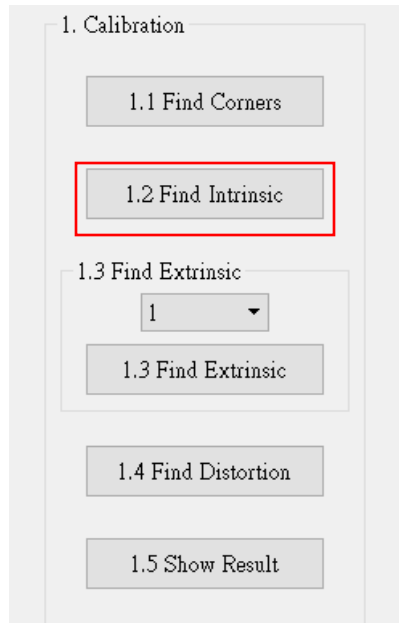 1. Calibration
1.1 Find Corners
1.2 Find Intrinsic
1.3 Find Extrinsic
1
1.3 Find Extrinsic
1.4 Find Distortion
1.5 Show Result